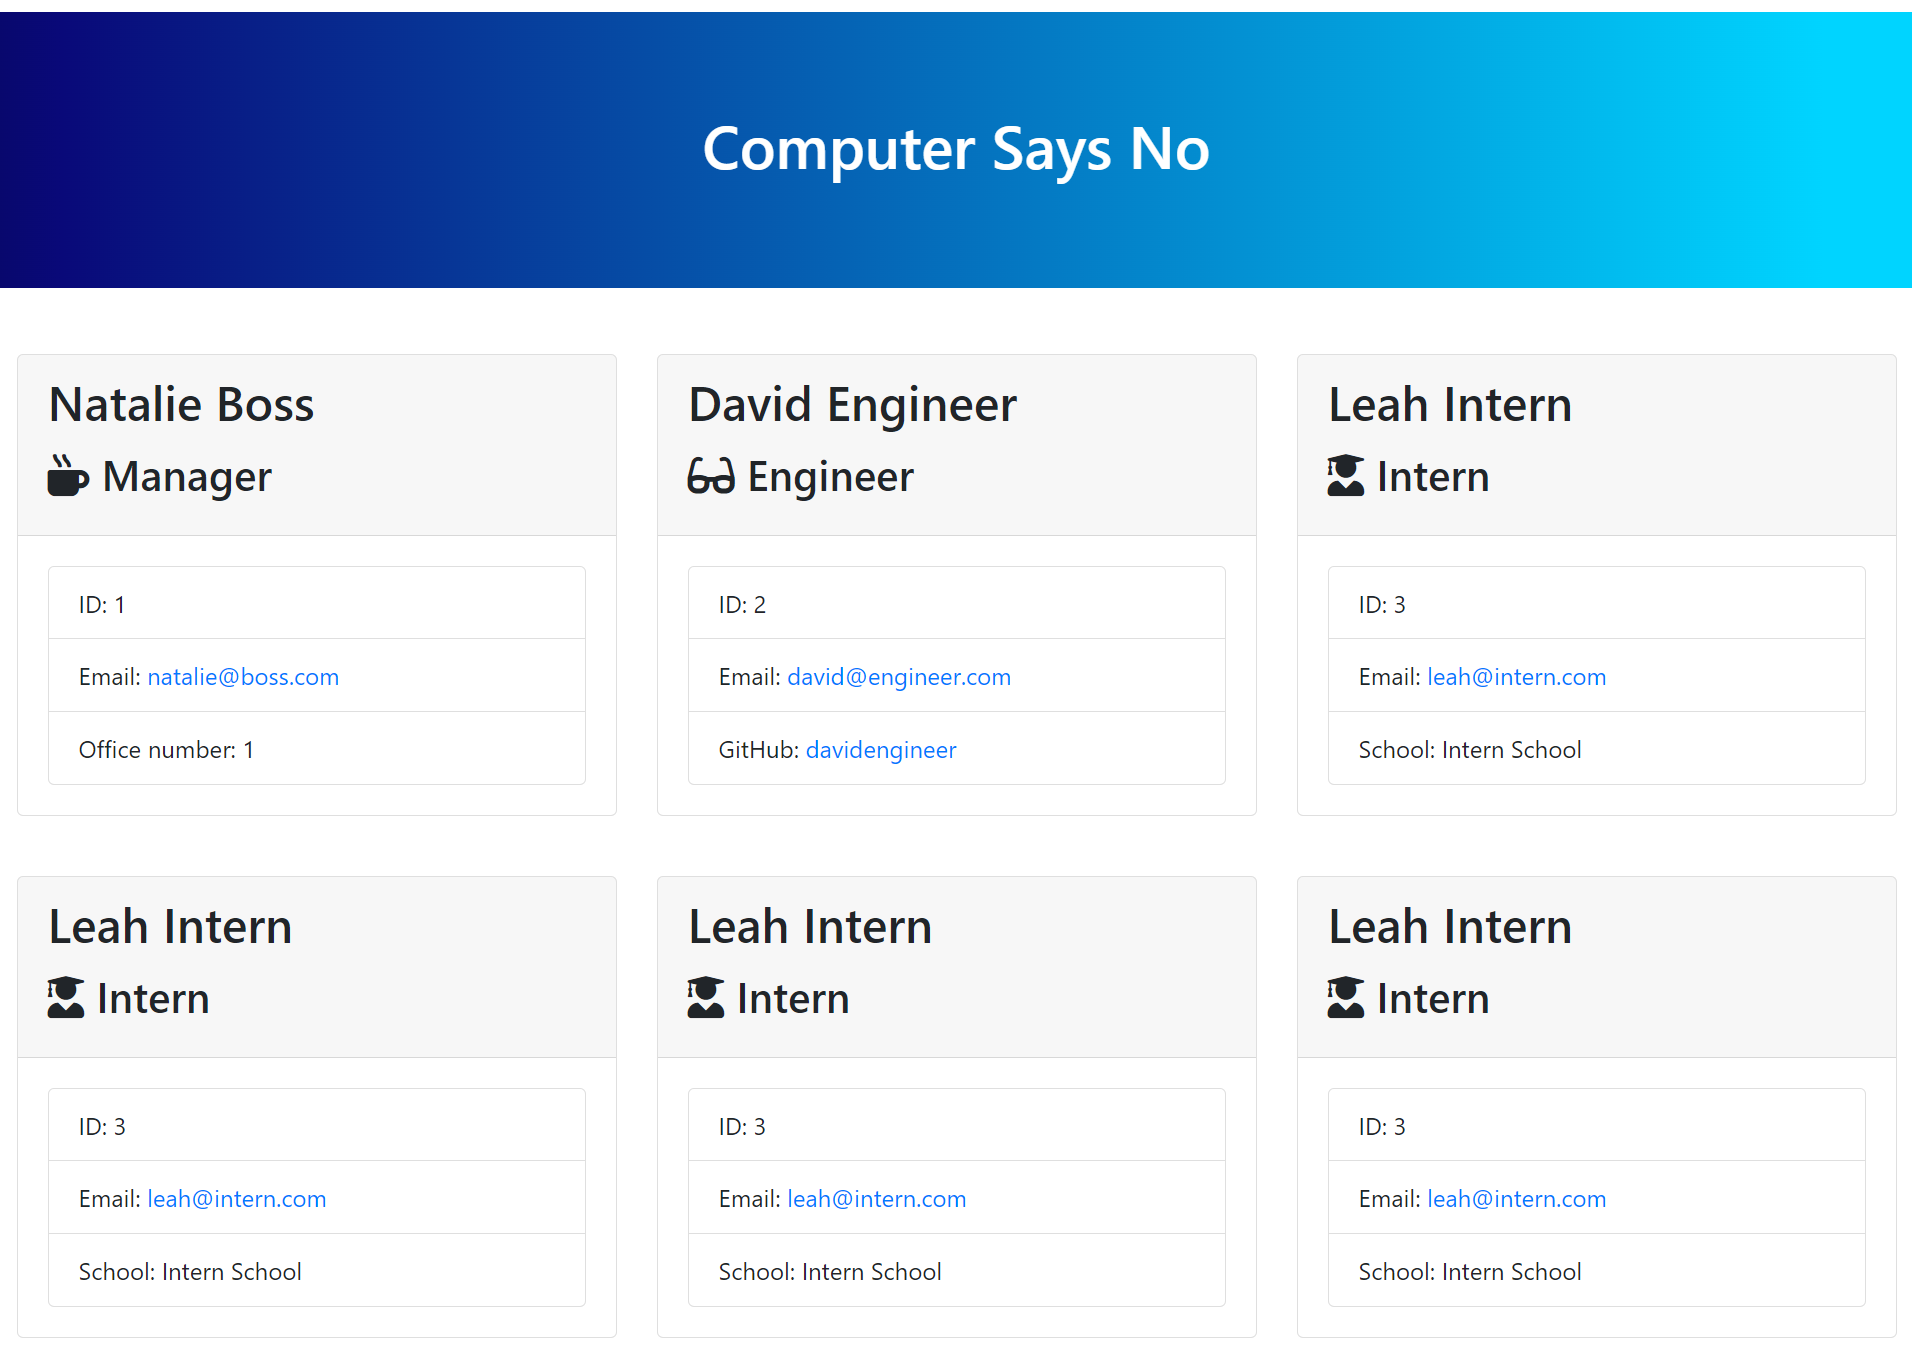 Computer Says No
Natalie Boss
Manager
ID: 1
Email: natalie@boss.com
Office number: 1
David Engineer
Engineer
ID: 2
Email: david@engineer.com
GitHub: davidengineer
Leah Intern
Intern
ID: 3
Email: leah@intern.com
School: Intern School
Leah Intern
Intern
ID: 3
Email: leah@intern.com
School: Intern School
Leah Intern
Intern
ID: 3
Email: leah@intern.com
School: Intern School
Leah Intern
Intern
ID: 3
Email: leah@intern.com
School: Intern School